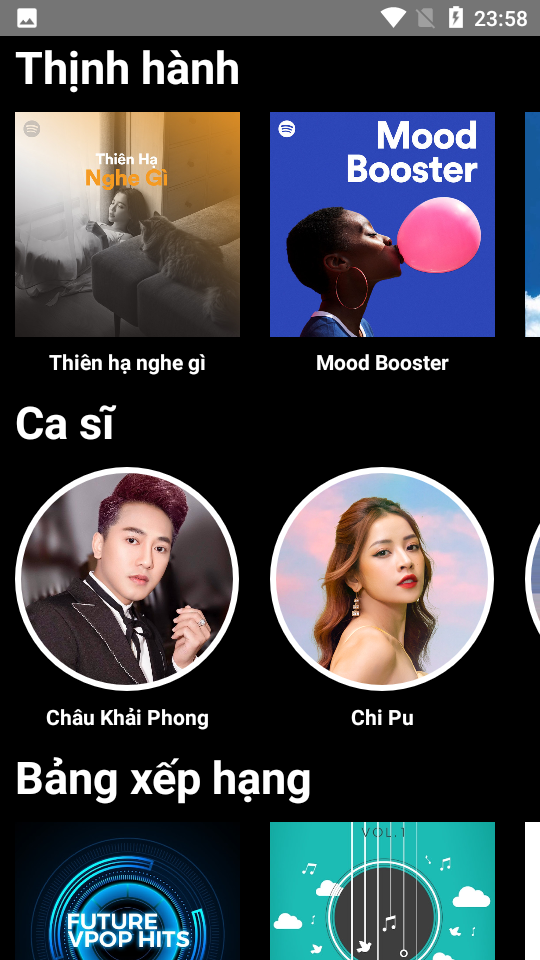 23:58
Thịnh hành
Thiên Hạ
Nghe Gì
Mood
Booster
Thiên hạ nghe gì
Mood Booster
Ca sĩ
Châu Khải Phong
Chi Pu
Bảng xếp hạng
FUTURE
VPOP HITS
VOL.1